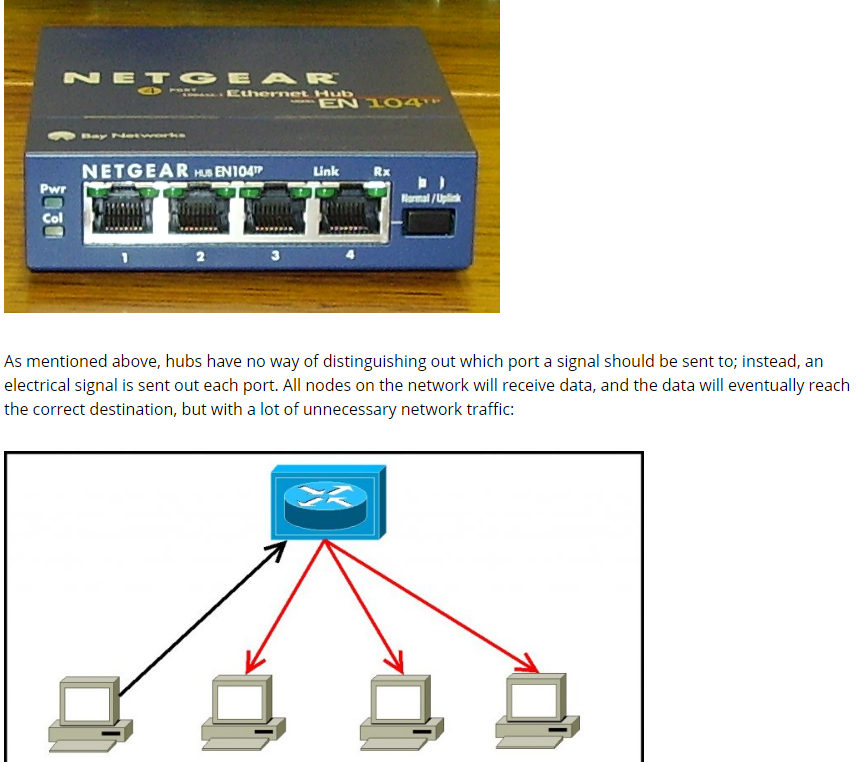 NETGEAR
4 PORT Ethernet Hub
EN 104TP
Bay Networks
NETGEAR HUB EN104TP Link Rx
Pwr
Normal / Uplink
Col
1 2 3 4
As mentioned above, hubs have no way of distinguishing out which port a signal should be sent to; instead, an
electrical signal is sent out each port. All nodes on the network will receive data, and the data will eventually reach
the correct destination, but with a lot of unnecessary network traffic: